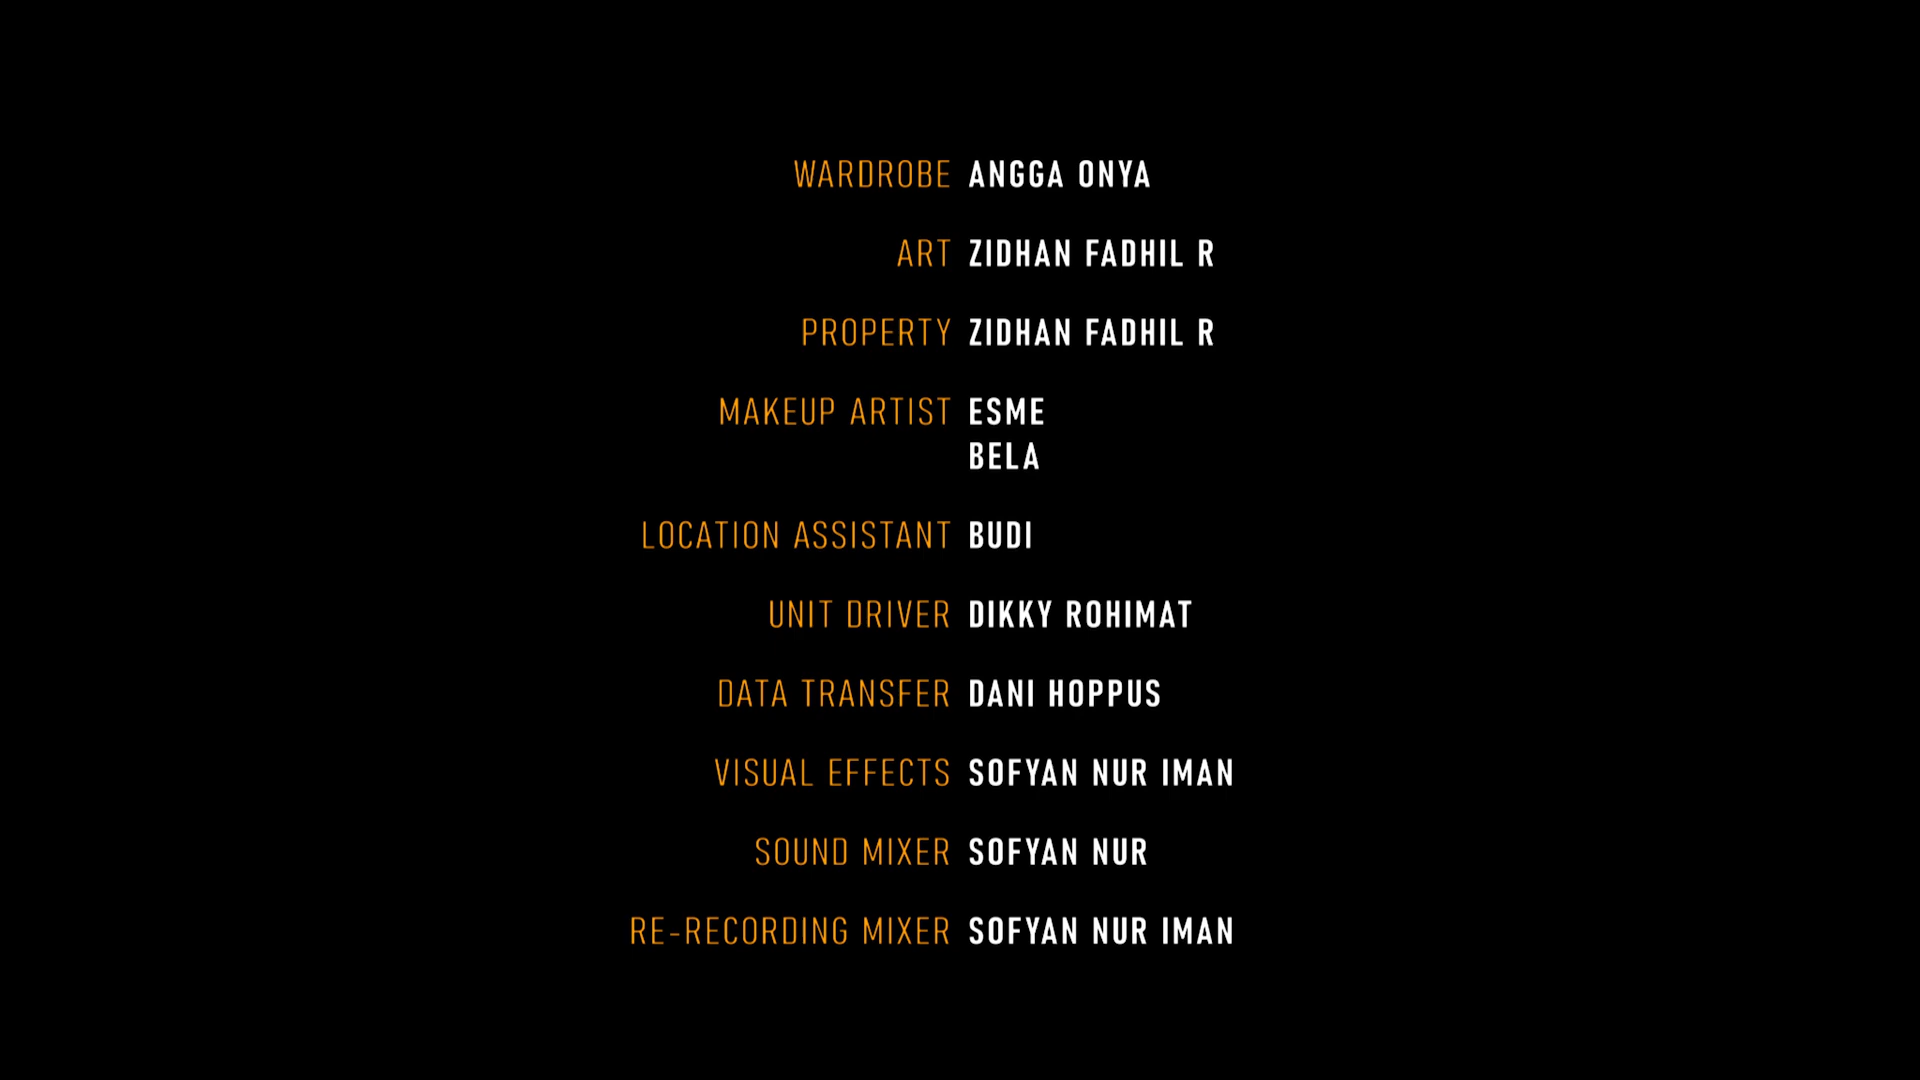 WARDROBE ANGGA ONYA
ART ZIDHAN FADHIL R
PROPERTY ZIDHAN FADHIL R
MAKEUP ARTIST ESME
BELA
LOCATION ASSISTANT BUDI
UNIT DRIVER DIKKY ROHIMAT
DATA TRANSFER DANI HOPPUS
VISUAL EFFECTS SOFYAN NUR IMAN
SOUND MIXER SOFYAN NUR
RE-RECORDING MIXER SOFYAN NUR IMAN